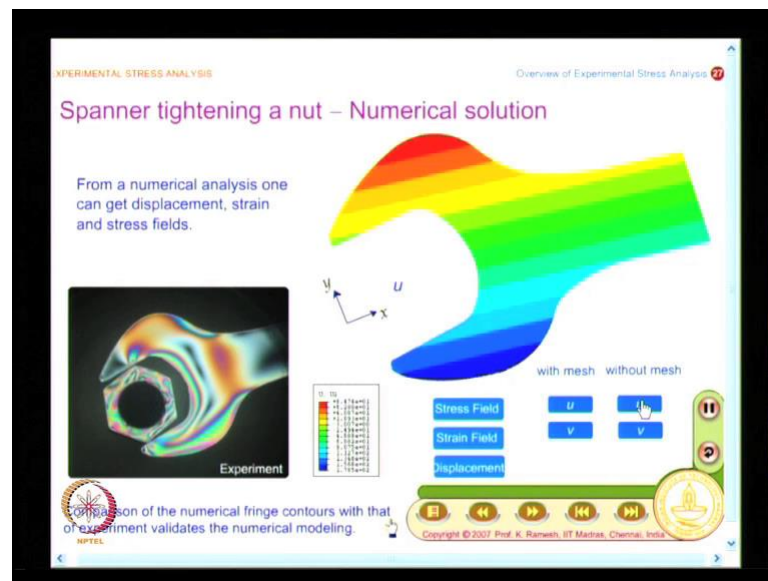 EXPERIMENTAL STRESS ANALYSIS
Overview of Experimental Stress Analysis 27
Spanner tightening a nut – Numerical solution
From a numerical analysis one
can get displacement, strain
and stress fields.
y
u
x
with mesh without mesh
Stress Field
u
Strain Field
v v
Displacement
Experiment
Comparison of the numerical fringe contours with that
of experiment validates the numerical modeling.
NPTEL
Copyright © 2007 Prof. K. Ramesh, IIT Madras, Chennai, India